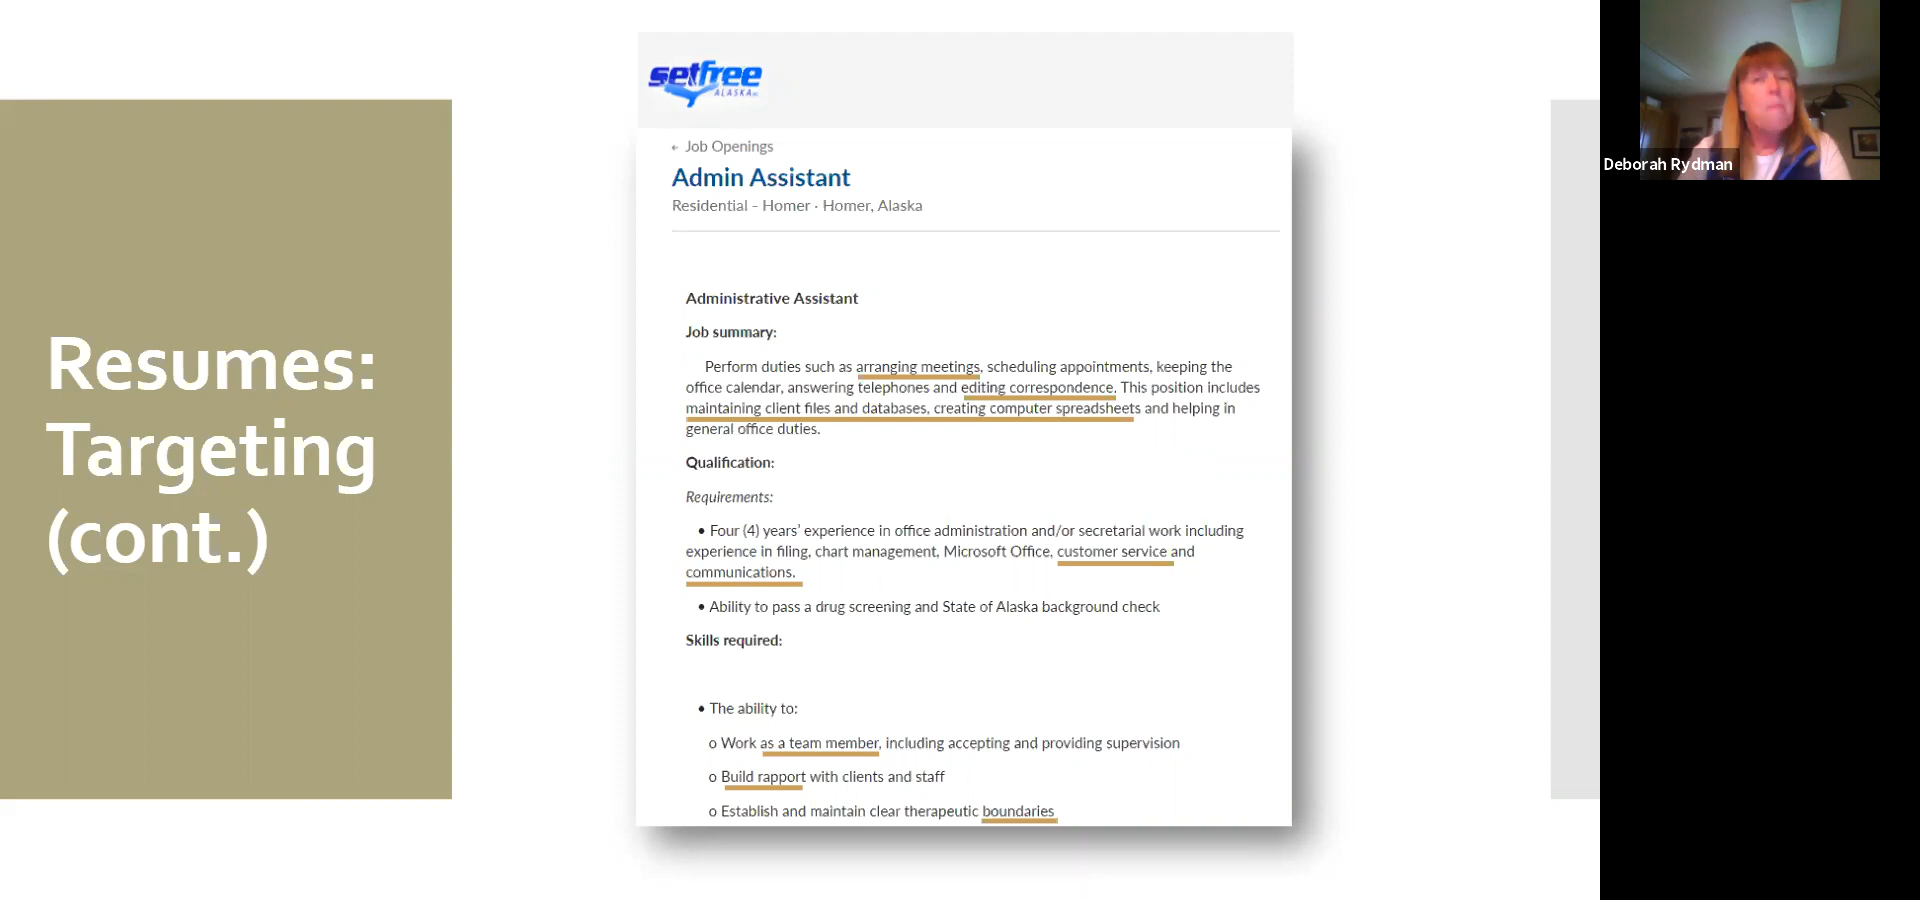 Resumes:
Targeting
(cont.)
setfree
ALASKA
← Job Openings
Admin Assistant
Residential - Homer · Homer, Alaska
Administrative Assistant
Job summary:
Perform duties such as arranging meetings, scheduling appointments, keeping the
office calendar, answering telephones and editing correspondence. This position includes
maintaining client files and databases, creating computer spreadsheets and helping in
general office duties.
Qualification:
Requirements:
• Four (4) years' experience in office administration and/or secretarial work including
experience in filing, chart management, Microsoft Office, customer service and
communications.
• Ability to pass a drug screening and State of Alaska background check
Skills required:
• The ability to:
o Work as a team member, including accepting and providing supervision
o Build rapport with clients and staff
o Establish and maintain clear therapeutic boundaries
Deborah Rydman